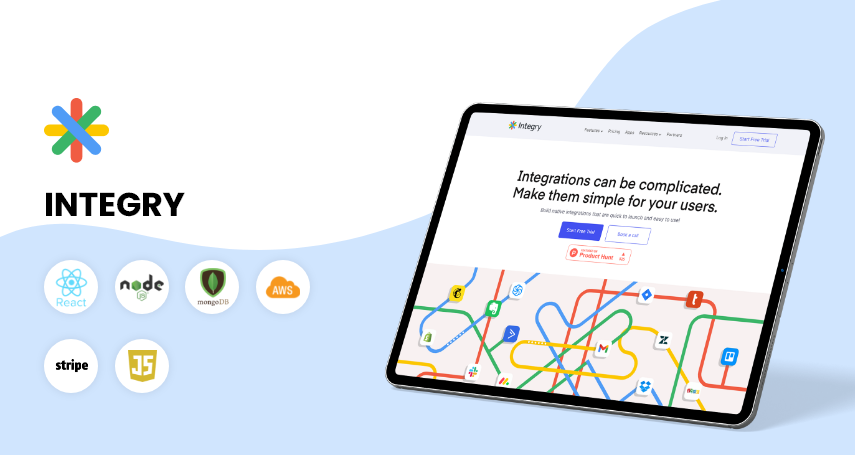 INTEGRY
React
node
JS
mongoDB
AWS
stripe
JS
Integry
Features
Pricing
Apps
Resources
Partners
Log In
Start Free Trial
Integrations can be complicated.
Make them simple for your users.
Build native integrations that are quick to launch and easy to use!
Start Free Trial
Book a call
Product Hunt